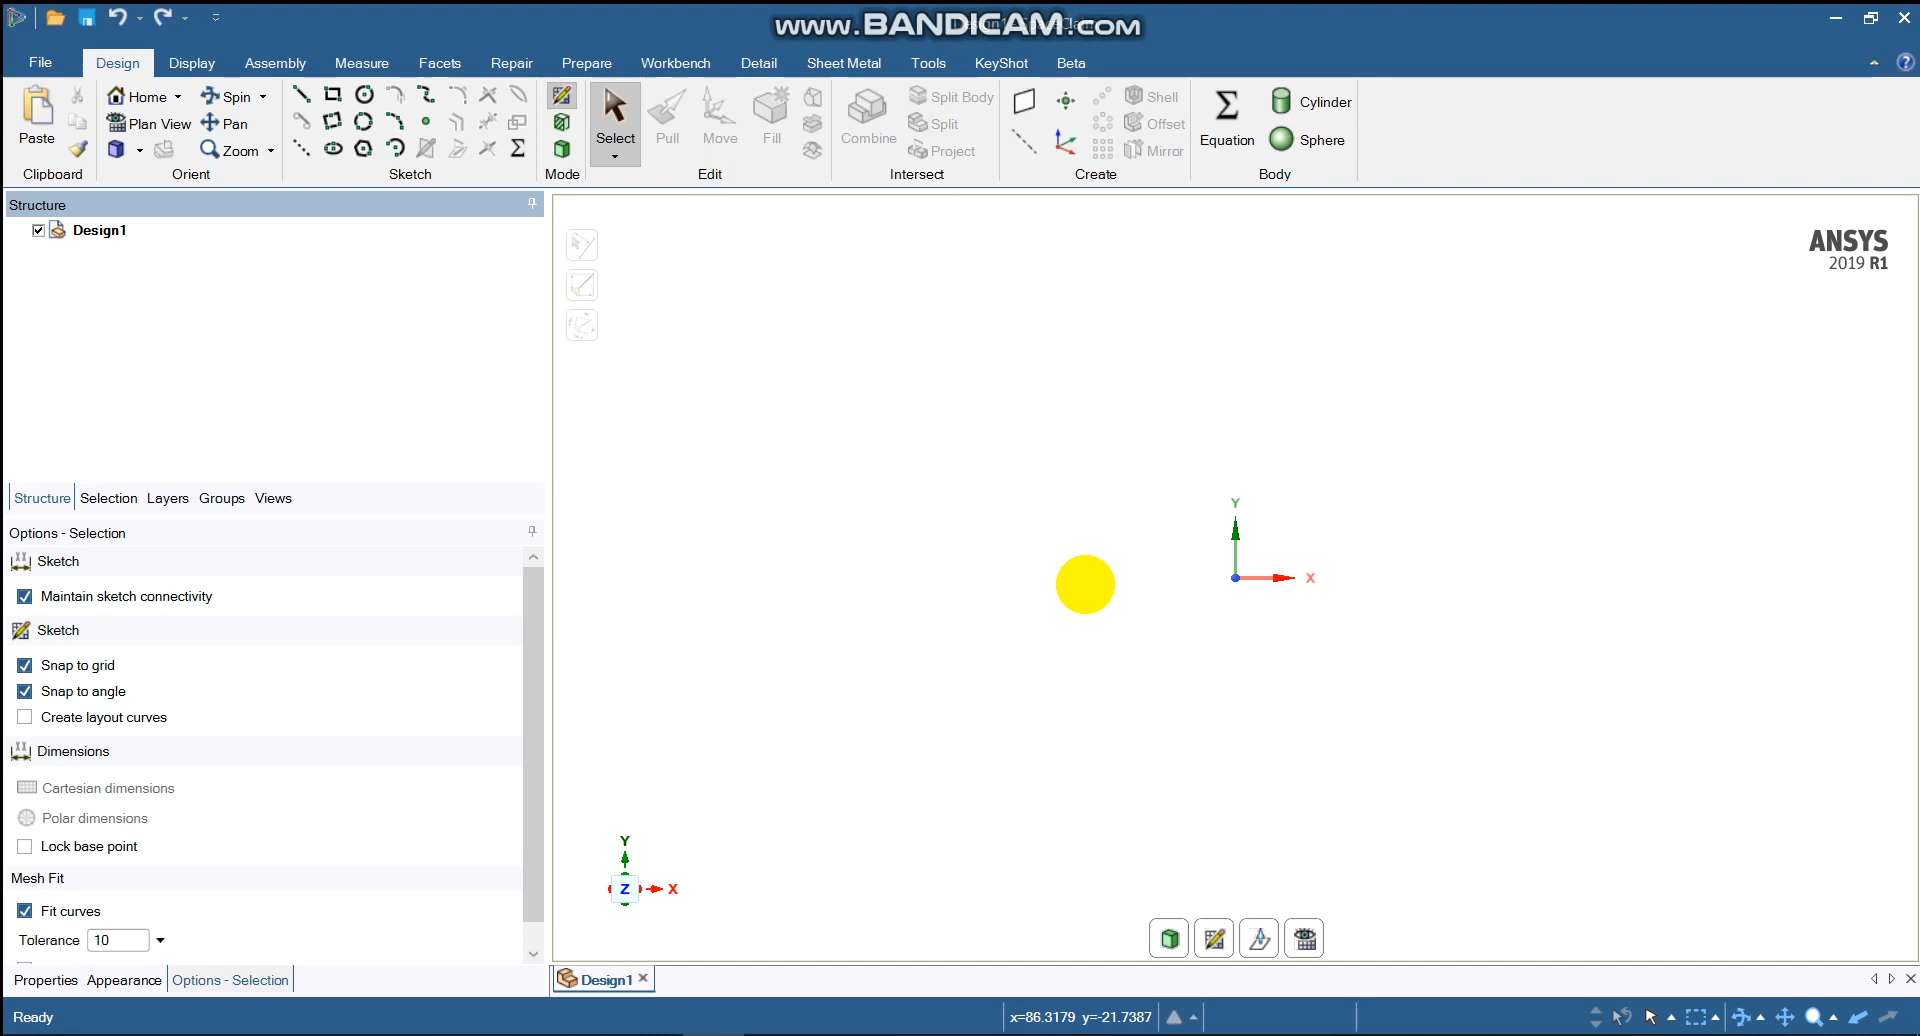 www.BANDICAM.com
File Design Display Assembly Measure Facets Repair Prepare Workbench Detail Sheet Metal Tools KeyShot Beta
Paste
Home Spin
Plan View Pan
Zoom
Select Pull Move Fill
Combine
Split Body
Split
Project
Shell
Offset
Mirror
Equation
Cylinder
Sphere
Clipboard Orient Sketch Mode Edit Intersect Create Body
Structure
Design1
ANSYS
2019 R1
Structure Selection Layers Groups Views
Options - Selection
Sketch
Maintain sketch connectivity
Sketch
Snap to grid
Snap to angle
Create layout curves
Dimensions
Cartesian dimensions
Polar dimensions
Lock base point
Mesh Fit
Fit curves
Tolerance 10
Properties Appearance Options - Selection
Y
X
Y
Z X
Design1
Ready
x=86.3179 y=-21.7387